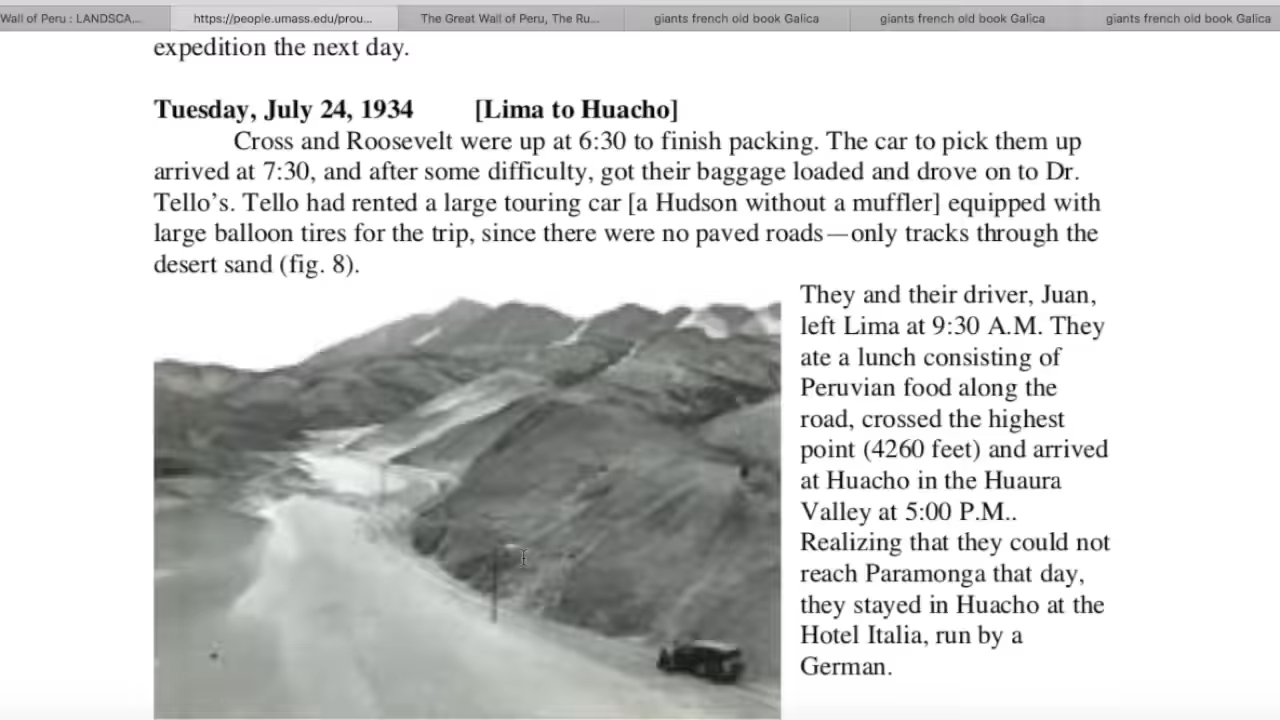 Wall of Peru : LANDSCA...
https://people.umass.edu/prou...
The Great Wall of Peru, The Ru...
giants french old book Galica
giants french old book Galica
giants french old book Galica
expedition the next day.
Tuesday, July 24, 1934 [Lima to Huacho]
Cross and Roosevelt were up at 6:30 to finish packing. The car to pick them up
arrived at 7:30, and after some difficulty, got their baggage loaded and drove on to Dr.
Tello’s. Tello had rented a large touring car [a Hudson without a muffler] equipped with
large balloon tires for the trip, since there were no paved roads—only tracks through the
desert sand (fig. 8).
They and their driver, Juan,
left Lima at 9:30 A.M. They
ate a lunch consisting of
Peruvian food along the
road, crossed the highest
point (4260 feet) and arrived
at Huacho in the Huaura
Valley at 5:00 P.M..
Realizing that they could not
reach Paramonga that day,
they stayed in Huacho at the
Hotel Italia, run by a
German.